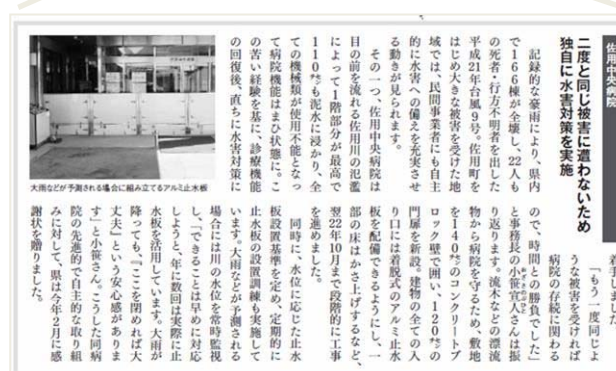 佐用中央病院
二度と同じ被害に遭わないため
独自に水害対策を実施
記録的な豪雨により、県内
で166棟が全壊し、22人も
の死者・行方不明者を出した
平成21年台風9号。佐用町を
はじめ大きな被害を受けた地
域では、民間事業者にも自主
的に水害への備えを充実させ
る動きが見られます。
その一つ、佐用中央病院は
目の前を流れる佐用川の氾濫
によって1階部分が最高で
110㌢も泥水に浸かり、全
ての機械類が使用不能となっ
て病院機能はまひ状態に。こ
の苦い経験を基に、診療機能
の回復後、直ちに水害対策に
大雨などが予測される場合に組み立てるアルミ止水板
着手しました。
「もう一度同じよ
うな被害を受ければ
病院の存続に関わる
ので、時間との勝負でした」
と事務長の小笹宣人さんは振
り返ります。流木などの漂流
物から病院を守るため、敷地
を140㌢のコンクリートブ
ロック壁で囲い、120㌢の
門扉を新設。建物の全ての入
り口には着脱式のアルミ止水
板を配備できるようにし、一
部の床はかさ上げするなど、
翌22年10月まで段階的に工事
を進めました。
同時に、水位に応じた止水
板設置基準を定め、定期的に
止水板の設置訓練も実施して
います。大雨などが予測される
場合には川の水位を常時監視
し、「できることは早めに対応
しようと、年に数回は実際に止
水板を活用しています。大雨が
降っても、『ここを閉めれば大
丈夫』という安心感がありま
す」と小笹さん。こうした同病
院の先進的で自主的な取り組
みに対して、県は今年2月に感
謝状を贈りました。